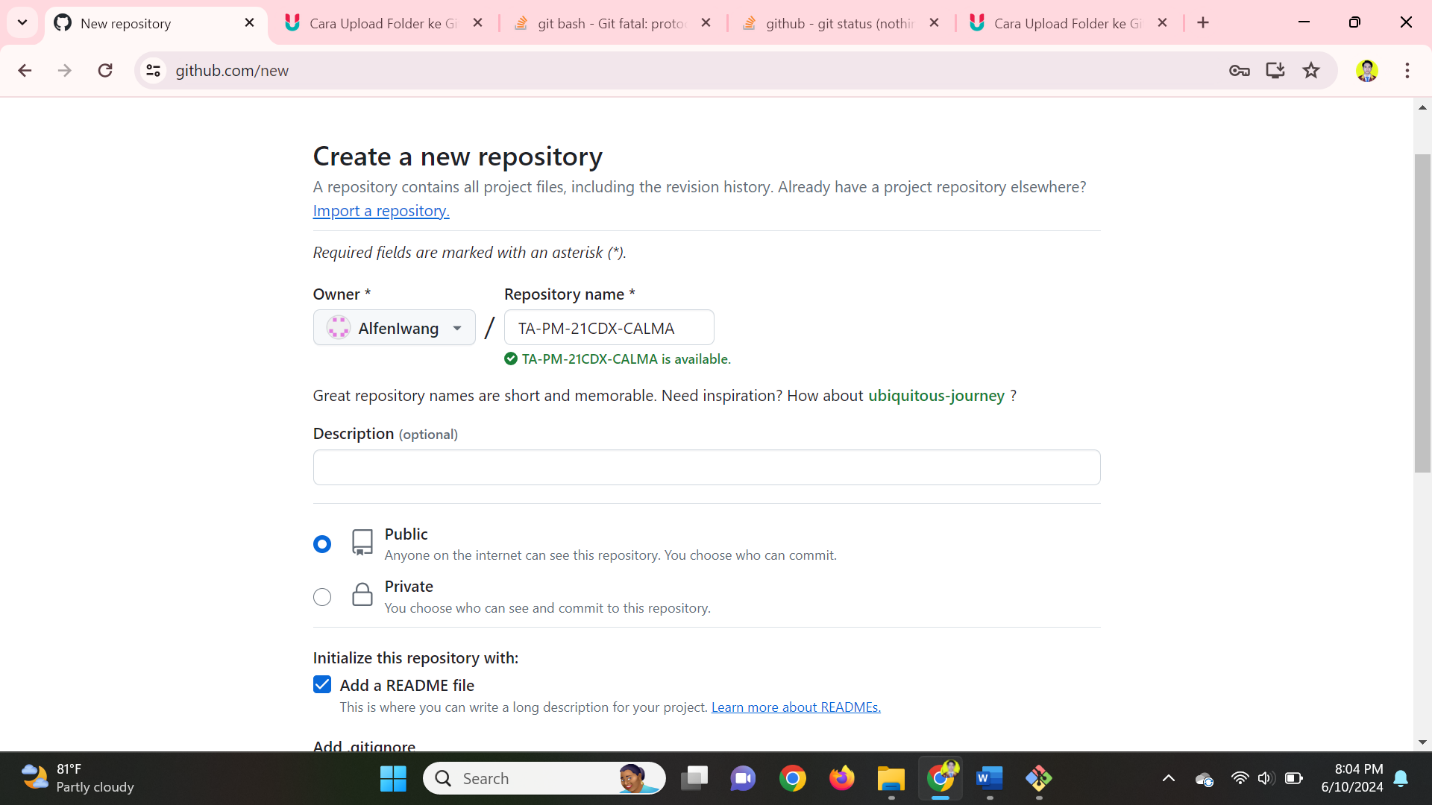 New repository
Cara Upload Folder ke Gi
git bash - Git fatal: proto
github - git status (nothin
Cara Upload Folder ke Gi
github.com/new
Create a new repository
A repository contains all project files, including the revision history. Already have a project repository elsewhere?
Import a repository.
Required fields are marked with an asterisk (*).
Owner *
Repository name *
AlfenIwang
/
TA-PM-21CDX-CALMA
TA-PM-21CDX-CALMA is available.
Great repository names are short and memorable. Need inspiration? How about ubiquitous-journey ?
Description (optional)
Public
Anyone on the internet can see this repository. You choose who can commit.
Private
You choose who can see and commit to this repository.
Initialize this repository with:
Add a README file
This is where you can write a long description for your project. Learn more about READMEs.
Add .gitignore
81°F
Partly cloudy
Search
8:04 PM
6/10/2024